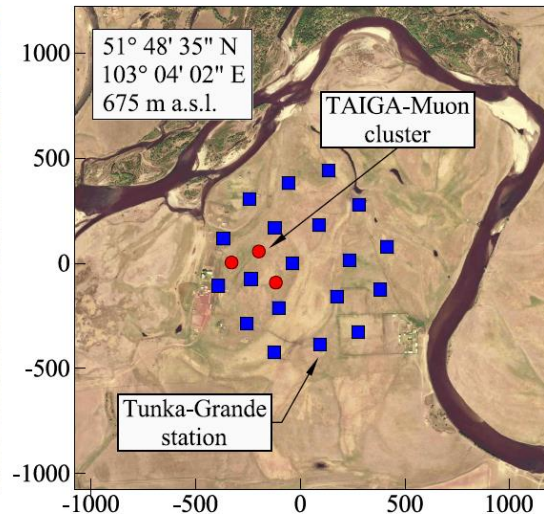 51° 48' 35" N
103° 04' 02" E
675 m a.s.l.
TAIGA-Muon
cluster
Tunka-Grande
station
1000
500
0
-500
-1000
-1000
-500
0
500
1000